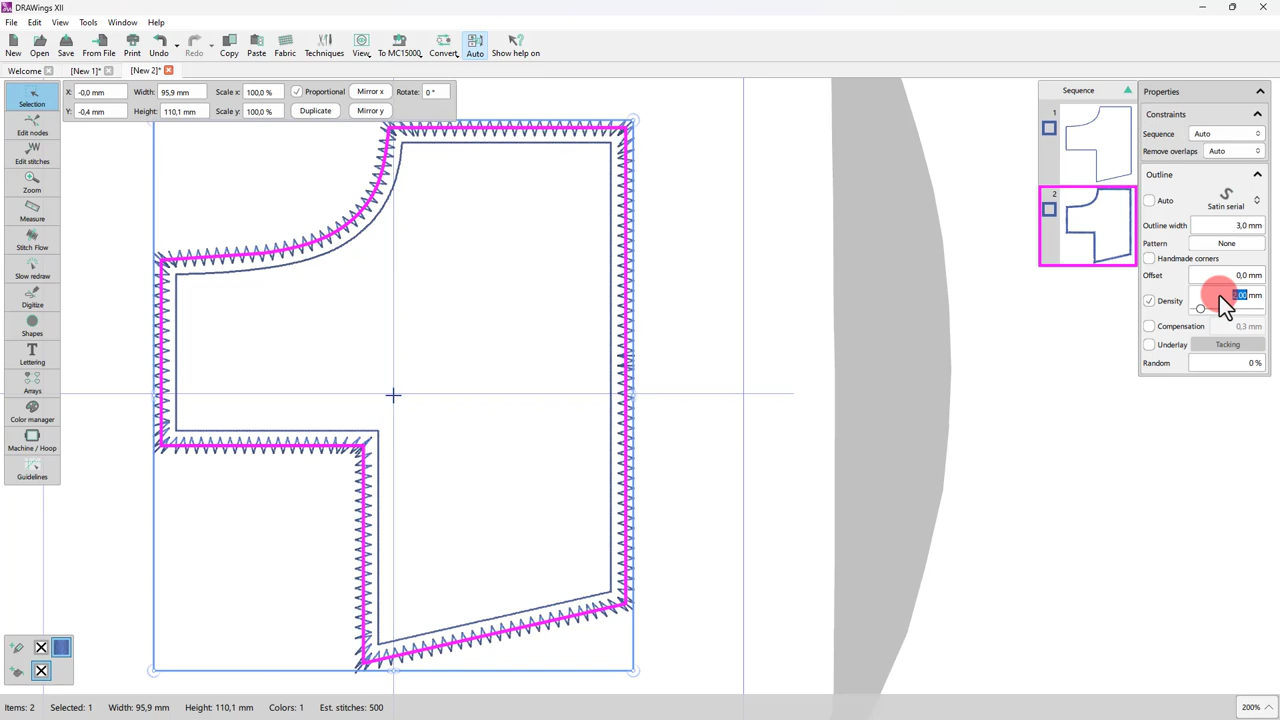 DRAWings XII
File Edit View Tools Window Help
New Open Save From File Print Undo Redo Copy Paste Fabric Techniques View To MC15000 Convert Auto Show help on
Welcome [New 1]* [New 2]*
Selection
Edit nodes
Edit stitches
Zoom
Measure
Stitch Flow
Slow redraw
Digitize
Shapes
Lettering
Arrays
Color manager
Machine / Hoop
Guidelines
X: -0,0 mm Width: 95,9 mm Scale x: 100,0 % Proportional Mirror x Rotate: 0 °
Y: -0,4 mm Height: 110,1 mm Scale y: 100,0 % Duplicate Mirror y
Sequence
1
2
Properties
Constraints
Sequence Auto
Remove overlaps Auto
Outline
Auto Satin serial
Outline width 3,0 mm
Pattern None
Handmade corners
Offset 0,0 mm
Density 2,00 mm
Compensation 0,3 mm
Underlay Tacking
Random 0 %
Items: 2 Selected: 1 Width: 95,9 mm Height: 110,1 mm Colors: 1 Est. stitches: 500 200%